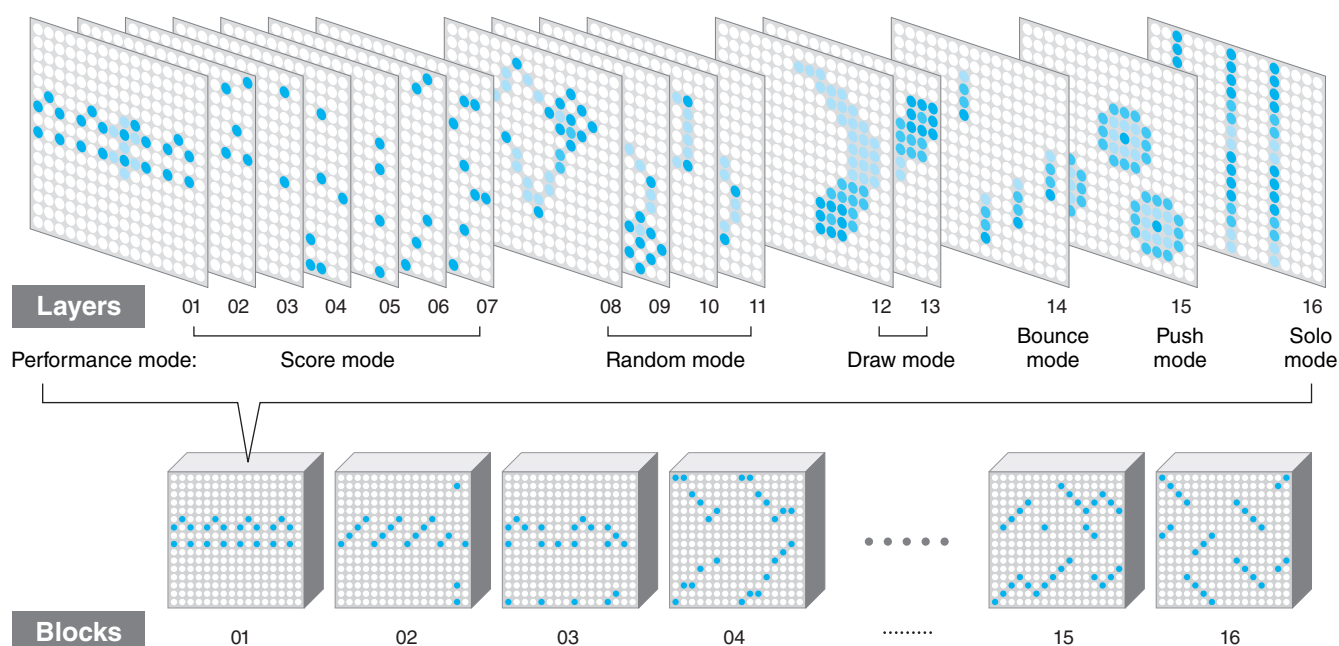 Layers 01 02 03 04 05 06 07 08 09 10 11 12 13 14 15 16
Performance mode: Score mode Random mode Draw mode Bounce mode Push mode Solo mode
Blocks 01 02 03 04 ......... 15 16